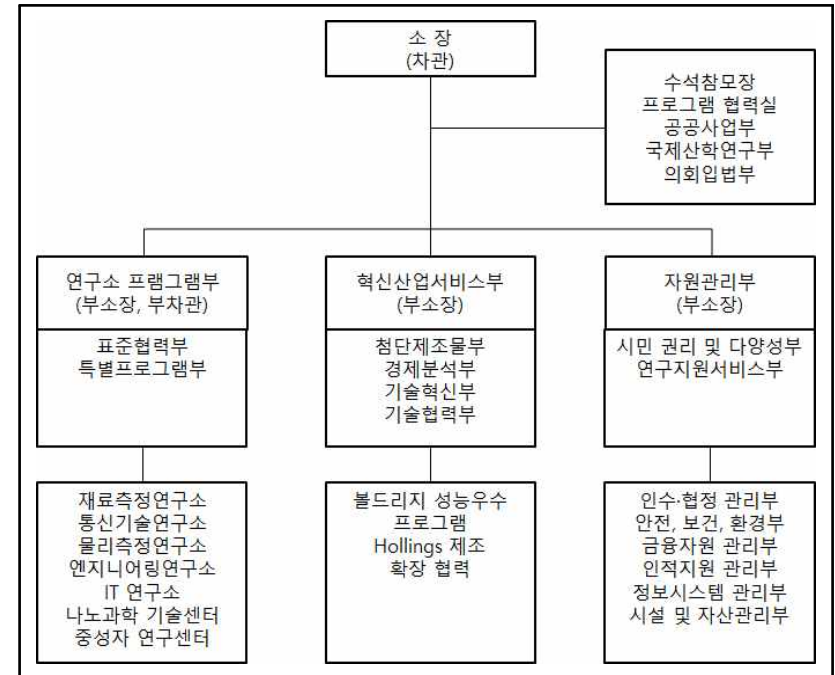 소 장
(차관)
수석참모장
프로그램 협력실
공공사업부
국제산학연구부
의회입법부
연구소 프램그램부
(부소장, 부차관)
표준협력부
특별프로그램부
재료측정연구소
통신기술연구소
물리측정연구소
엔지니어링연구소
IT 연구소
나노과학 기술센터
중성자 연구센터
혁신산업서비스부
(부소장)
첨단제조물부
경제분석부
기술혁신부
기술협력부
볼드리지 성능우수
프로그램
Hollings 제조
확장 협력
자원관리부
(부소장)
시민 권리 및 다양성부
연구지원서비스부
인수·협정 관리부
안전, 보건, 환경부
금융자원 관리부
인적지원 관리부
정보시스템 관리부
시설 및 자산관리부